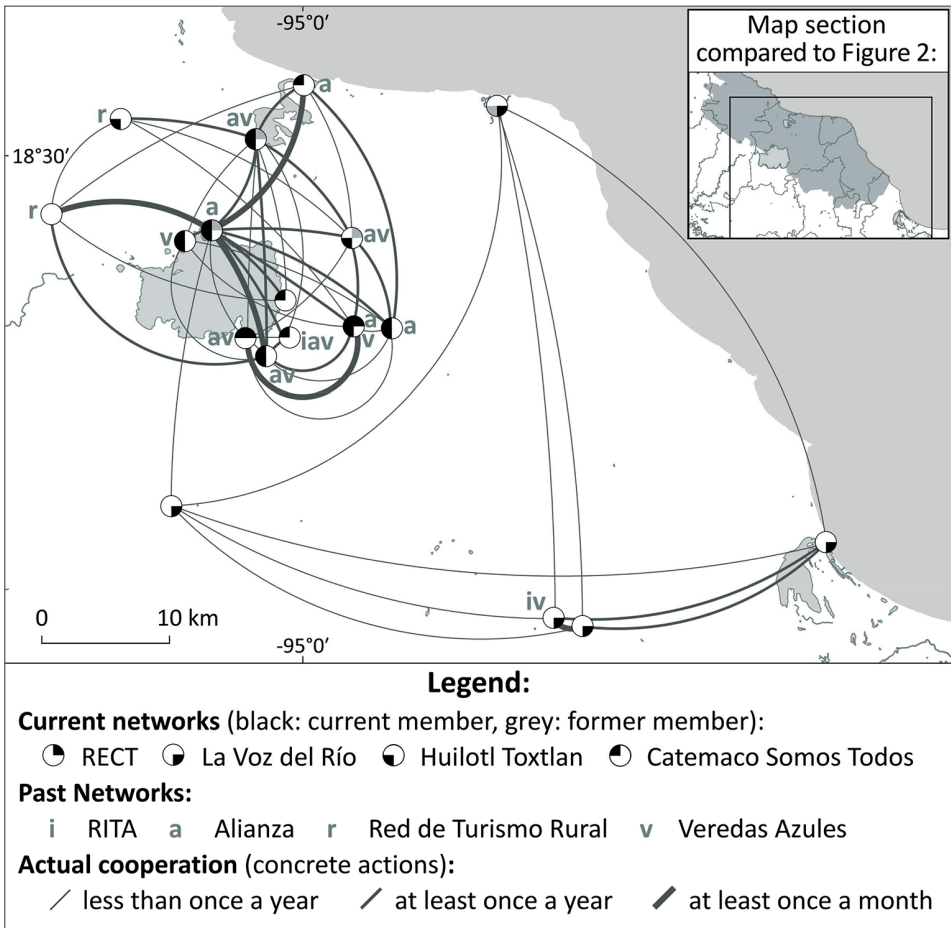 -95°0′
Map section
compared to Figure 2:
a
r
av
18°30′
r
a
v
av
a
a
v
av
iav
av
iv
0 10 km
-95°0′
Legend:
Current networks (black: current member, grey: former member):
RECT La Voz del Río Huilotl Toxtlan Catemaco Somos Todos
Past Networks:
i RITA a Alianza r Red de Turismo Rural v Veredas Azules
Actual cooperation (concrete actions):
less than once a year at least once a year at least once a month